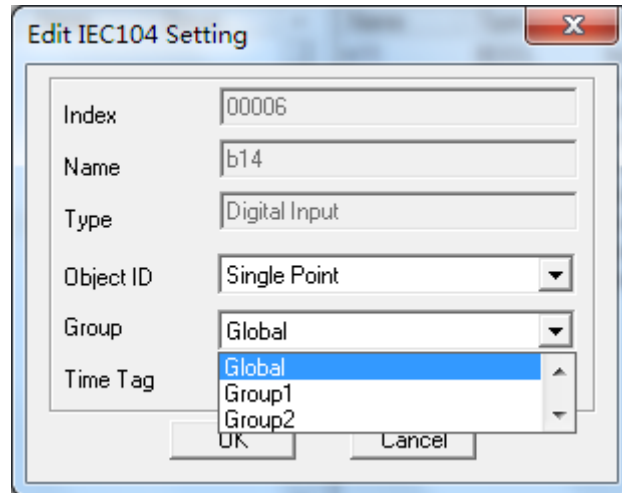 Edit IEC104 Setting
Index 00006
Name b14
Type Digital Input
Object ID Single Point
Group Global
Global
Time Tag
Group1
Group2
OK Cancel